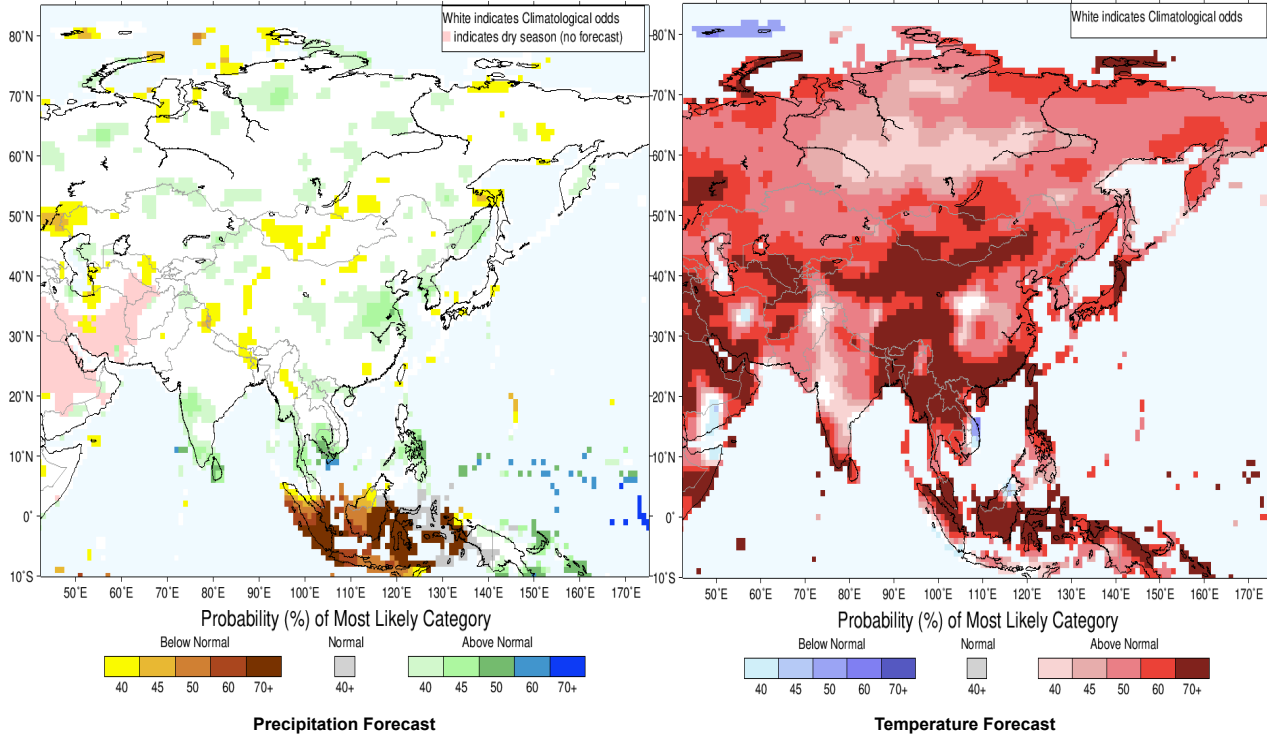 White indicates Climatological odds
indicates dry season (no forecast)
80˚
70˚
60˚
50˚
40˚
30˚
20˚
10˚
0˚
10˚S
50˚E 60˚E 70˚E 80˚E 90˚E 100˚E 110˚E 120˚E 130˚E 140˚E 150˚E 160˚E 170˚E
Probability (%) of Most Likely Category
Below Normal Normal Above Normal
40 45 50 60 70+ 40+ 40 45 50 60 70+
Precipitation Forecast
White indicates Climatological odds
80˚N
70˚N
60˚N
50˚N
40˚N
30˚N
20˚N
10˚N
0˚
10˚S
50˚E 60˚E 70˚E 80˚E 90˚E 100˚E 110˚E 120˚E 130˚E 140˚E 150˚E 160˚E 170˚
Probability (%) of Most Likely Category
Below Normal Normal Above Normal
40 45 50 60 70+ 40+ 40 45 50 60 70+
Temperature Forecast